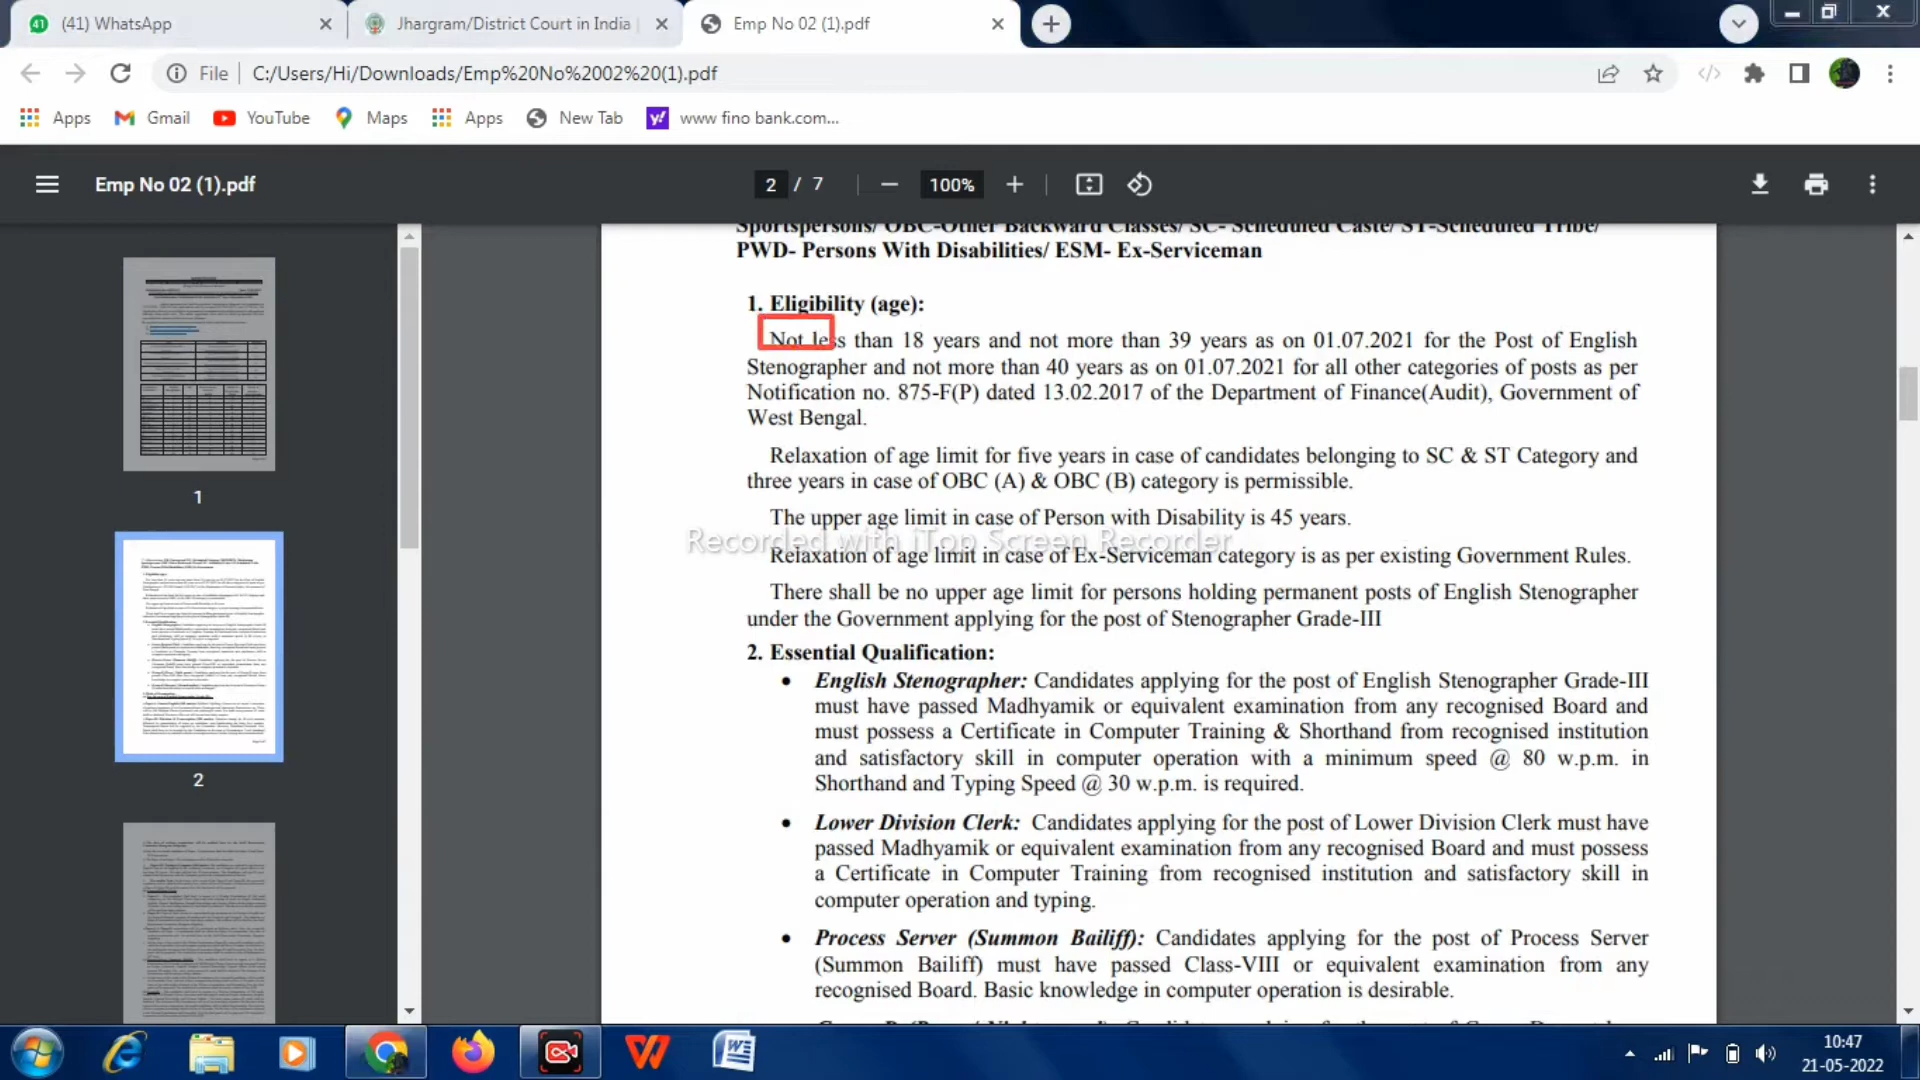 (41) WhatsApp
Jhargram/District Court in India
Emp No 02 (1).pdf
File
C:/Users/Hi/Downloads/Emp%20No%2002%20(1).pdf
Apps
Gmail
YouTube
Maps
Apps
New Tab
www fino bank.com...
Emp No 02 (1).pdf
2 / 7
100%
Sportspersons/ OBC-Other Backward Classes/ SC- Scheduled Caste/ ST-Scheduled Tribe/
PWD- Persons With Disabilities/ ESM- Ex-Serviceman
1. Eligibility (age):
Not less than 18 years and not more than 39 years as on 01.07.2021 for the Post of English
Stenographer and not more than 40 years as on 01.07.2021 for all other categories of posts as per
Notification no. 875-F(P) dated 13.02.2017 of the Department of Finance(Audit), Government of
West Bengal.
Relaxation of age limit for five years in case of candidates belonging to SC & ST Category and
three years in case of OBC (A) & OBC (B) category is permissible.
The upper age limit in case of Person with Disability is 45 years.
Recorded with iTop Screen Recorder
Relaxation of age limit in case of Ex-Serviceman category is as per existing Government Rules.
There shall be no upper age limit for persons holding permanent posts of English Stenographer
under the Government applying for the post of Stenographer Grade-III
2. Essential Qualification:
• English Stenographer: Candidates applying for the post of English Stenographer Grade-III
must have passed Madhyamik or equivalent examination from any recognised Board and
must possess a Certificate in Computer Training & Shorthand from recognised institution
and satisfactory skill in computer operation with a minimum speed @ 80 w.p.m. in
Shorthand and Typing Speed @ 30 w.p.m. is required.
• Lower Division Clerk: Candidates applying for the post of Lower Division Clerk must have
passed Madhyamik or equivalent examination from any recognised Board and must possess
a Certificate in Computer Training from recognised institution and satisfactory skill in
computer operation and typing.
• Process Server (Summon Bailiff): Candidates applying for the post of Process Server
(Summon Bailiff) must have passed Class-VIII or equivalent examination from any
recognised Board. Basic knowledge in computer operation is desirable.
1
2
10:47
21-05-2022